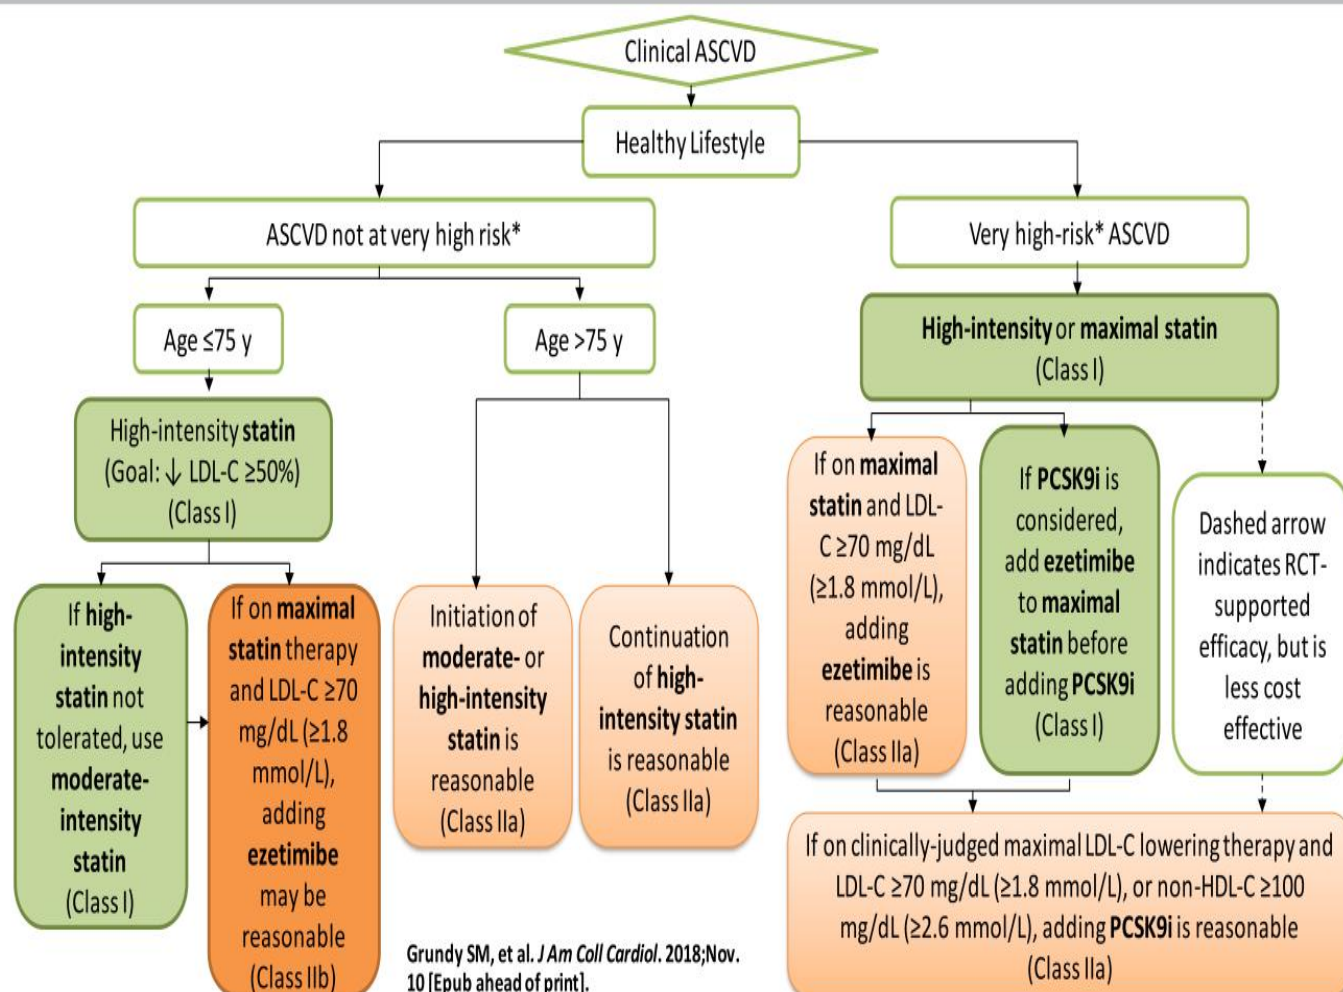 Clinical ASCVD
Healthy Lifestyle
ASCVD not at very high risk*
Very high-risk* ASCVD
Age ≤75 y
Age >75 y
High-intensity or maximal statin
(Class I)
High-intensity statin
(Goal: ↓ LDL-C ≥50%)
(Class I)
If high-
intensity
statin not
tolerated, use
moderate-
intensity
statin
(Class I)
If on maximal
statin therapy
and LDL-C ≥70
mg/dL (≥1.8
mmol/L),
adding
ezetimibe
may be
reasonable
(Class IIb)
Initiation of
moderate- or
high-intensity
statin is
reasonable
(Class IIa)
Continuation
of high-
intensity statin
is reasonable
(Class IIa)
If on maximal
statin and LDL-
C ≥70 mg/dL
(≥1.8 mmol/L),
adding
ezetimibe is
reasonable
(Class IIa)
If PCSK9i is
considered,
add ezetimibe
to maximal
statin before
adding PCSK9i
(Class I)
Dashed arrow
indicates RCT-
supported
efficacy, but is
less cost
effective
If on clinically-judged maximal LDL-C lowering therapy and
LDL-C ≥70 mg/dL (≥1.8 mmol/L), or non-HDL-C ≥100
mg/dL (≥2.6 mmol/L), adding PCSK9i is reasonable
(Class IIa)
Grundy SM, et al. J Am Coll Cardiol. 2018;Nov.
10 [Epub ahead of print].